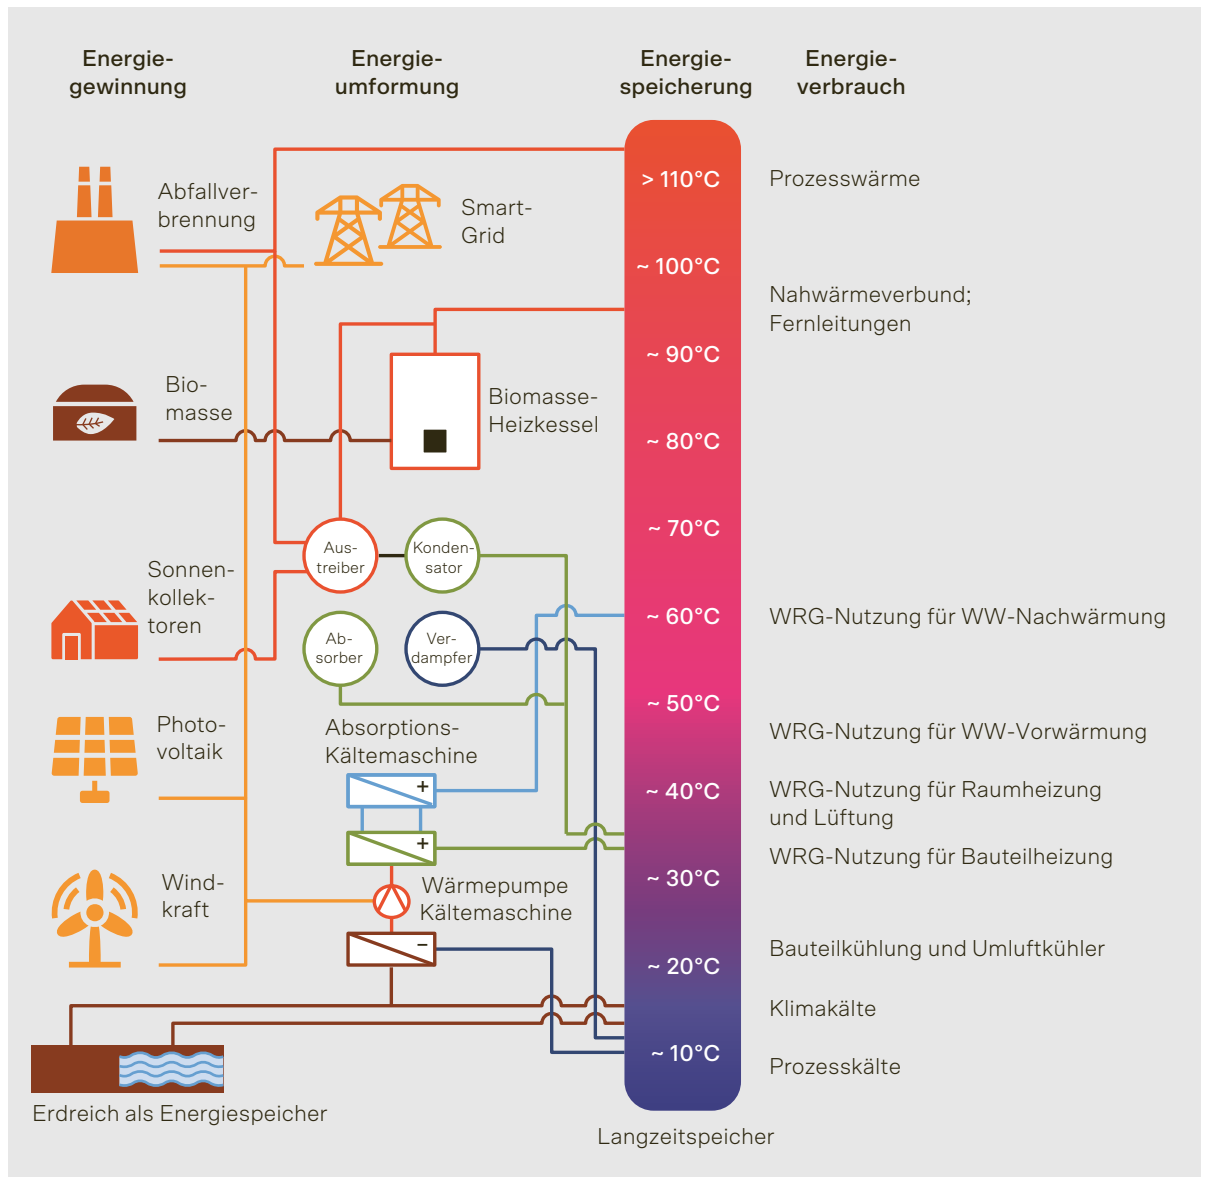 Energie-
gewinnung
Energie-
umformung
Energie-
speicherung
Energie-
verbrauch
Abfallver-
brennung
Smart-
Grid
> 110°C
Prozesswärme
~ 100°C
Nahwärmeverbund;
Fernleitungen
~ 90°C
Bio-
masse
Biomasse-
Heizkessel
~ 80°C
~ 70°C
Aus-
treiber
Konden-
sator
Sonnen-
kollek-
toren
~ 60°C
WRG-Nutzung für WW-Nachwärmung
Ab-
sorber
Ver-
dampfer
~ 50°C
Photo-
voltaik
Absorptions-
Kältemaschine
WRG-Nutzung für WW-Vorwärmung
+
~ 40°C
WRG-Nutzung für Raumheizung
und Lüftung
+
WRG-Nutzung für Bauteilheizung
~ 30°C
Wind-
kraft
Wärmepumpe
Kältemaschine
–
~ 20°C
Bauteilkühlung und Umluftkühler
Klimakälte
~ 10°C
Prozesskälte
Erdreich als Energiespeicher
Langzeitspeicher